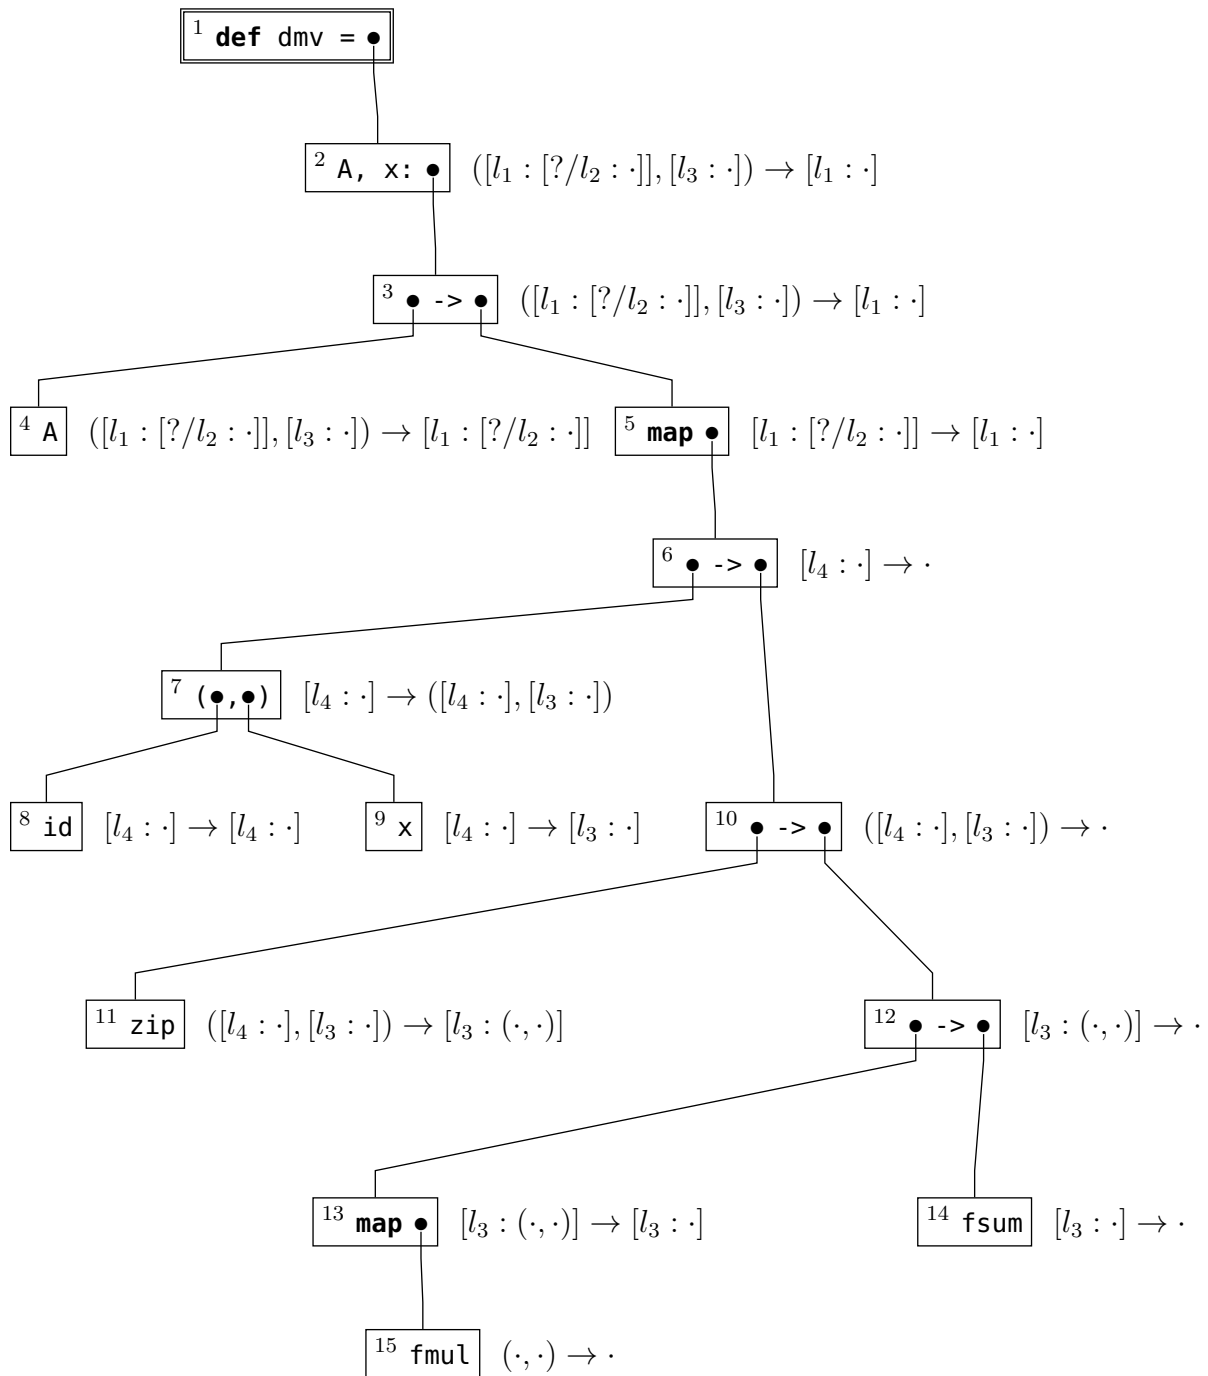 1 def dmv = ●
2 A, x: ● ([l₁ : [?/l₂ : ·]], [l₃ : ·]) → [l₁ : ·]
3 ● -> ● ([l₁ : [?/l₂ : ·]], [l₃ : ·]) → [l₁ : ·]
4 A ([l₁ : [?/l₂ : ·]], [l₃ : ·]) → [l₁ : [?/l₂ : ·]] 5 map ● [l₁ : [?/l₂ : ·]] → [l₁ : ·]
6 ● -> ● [l₄ : ·] → ·
7 (●,●) [l₄ : ·] → ([l₄ : ·], [l₃ : ·])
8 id [l₄ : ·] → [l₄ : ·] 9 x [l₄ : ·] → [l₃ : ·] 10 ● -> ● ([l₄ : ·], [l₃ : ·]) → ·
11 zip ([l₄ : ·], [l₃ : ·]) → [l₃ : (·, ·)] 12 ● -> ● [l₃ : (·, ·)] → ·
13 map ● [l₃ : (·, ·)] → [l₃ : ·] 14 fsum [l₃ : ·] → ·
15 fmul (·, ·) → ·